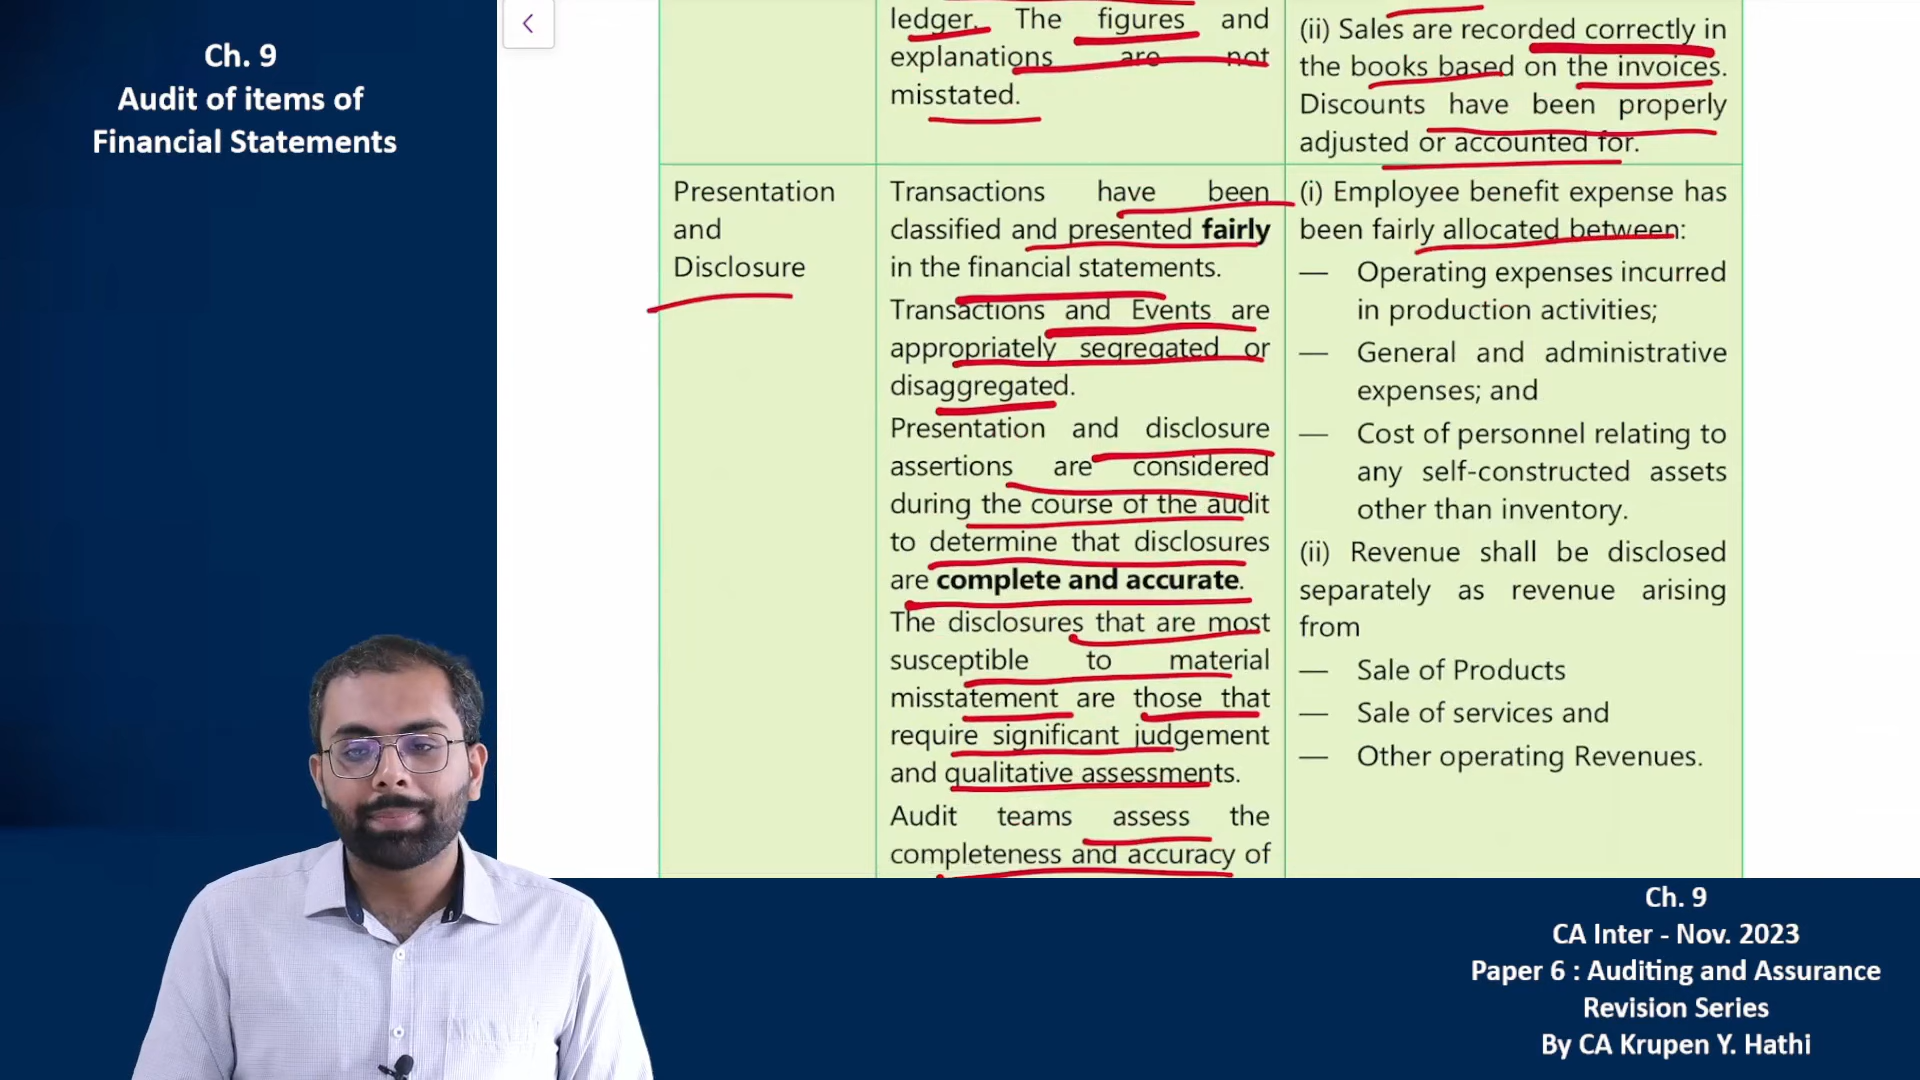 Ch. 9
Audit of items of
Financial Statements
ledger. The figures and
explanations are not
misstated.
(ii) Sales are recorded correctly in
the books based on the invoices.
Discounts have been properly
adjusted or accounted for.
Presentation
and
Disclosure
Transactions have been
classified and presented fairly
in the financial statements.
Transactions and Events are
appropriately segregated or
disaggregated.
Presentation and disclosure
assertions are considered
during the course of the audit
to determine that disclosures
are complete and accurate.
The disclosures that are most
susceptible to material
misstatement are those that
require significant judgement
and qualitative assessments.
Audit teams assess the
completeness and accuracy of
(i) Employee benefit expense has
been fairly allocated between:
— Operating expenses incurred
in production activities;
— General and administrative
expenses; and
— Cost of personnel relating to
any self-constructed assets
other than inventory.
(ii) Revenue shall be disclosed
separately as revenue arising
from
— Sale of Products
— Sale of services and
— Other operating Revenues.
Ch. 9
CA Inter - Nov. 2023
Paper 6 : Auditing and Assurance
Revision Series
By CA Krupen Y. Hathi